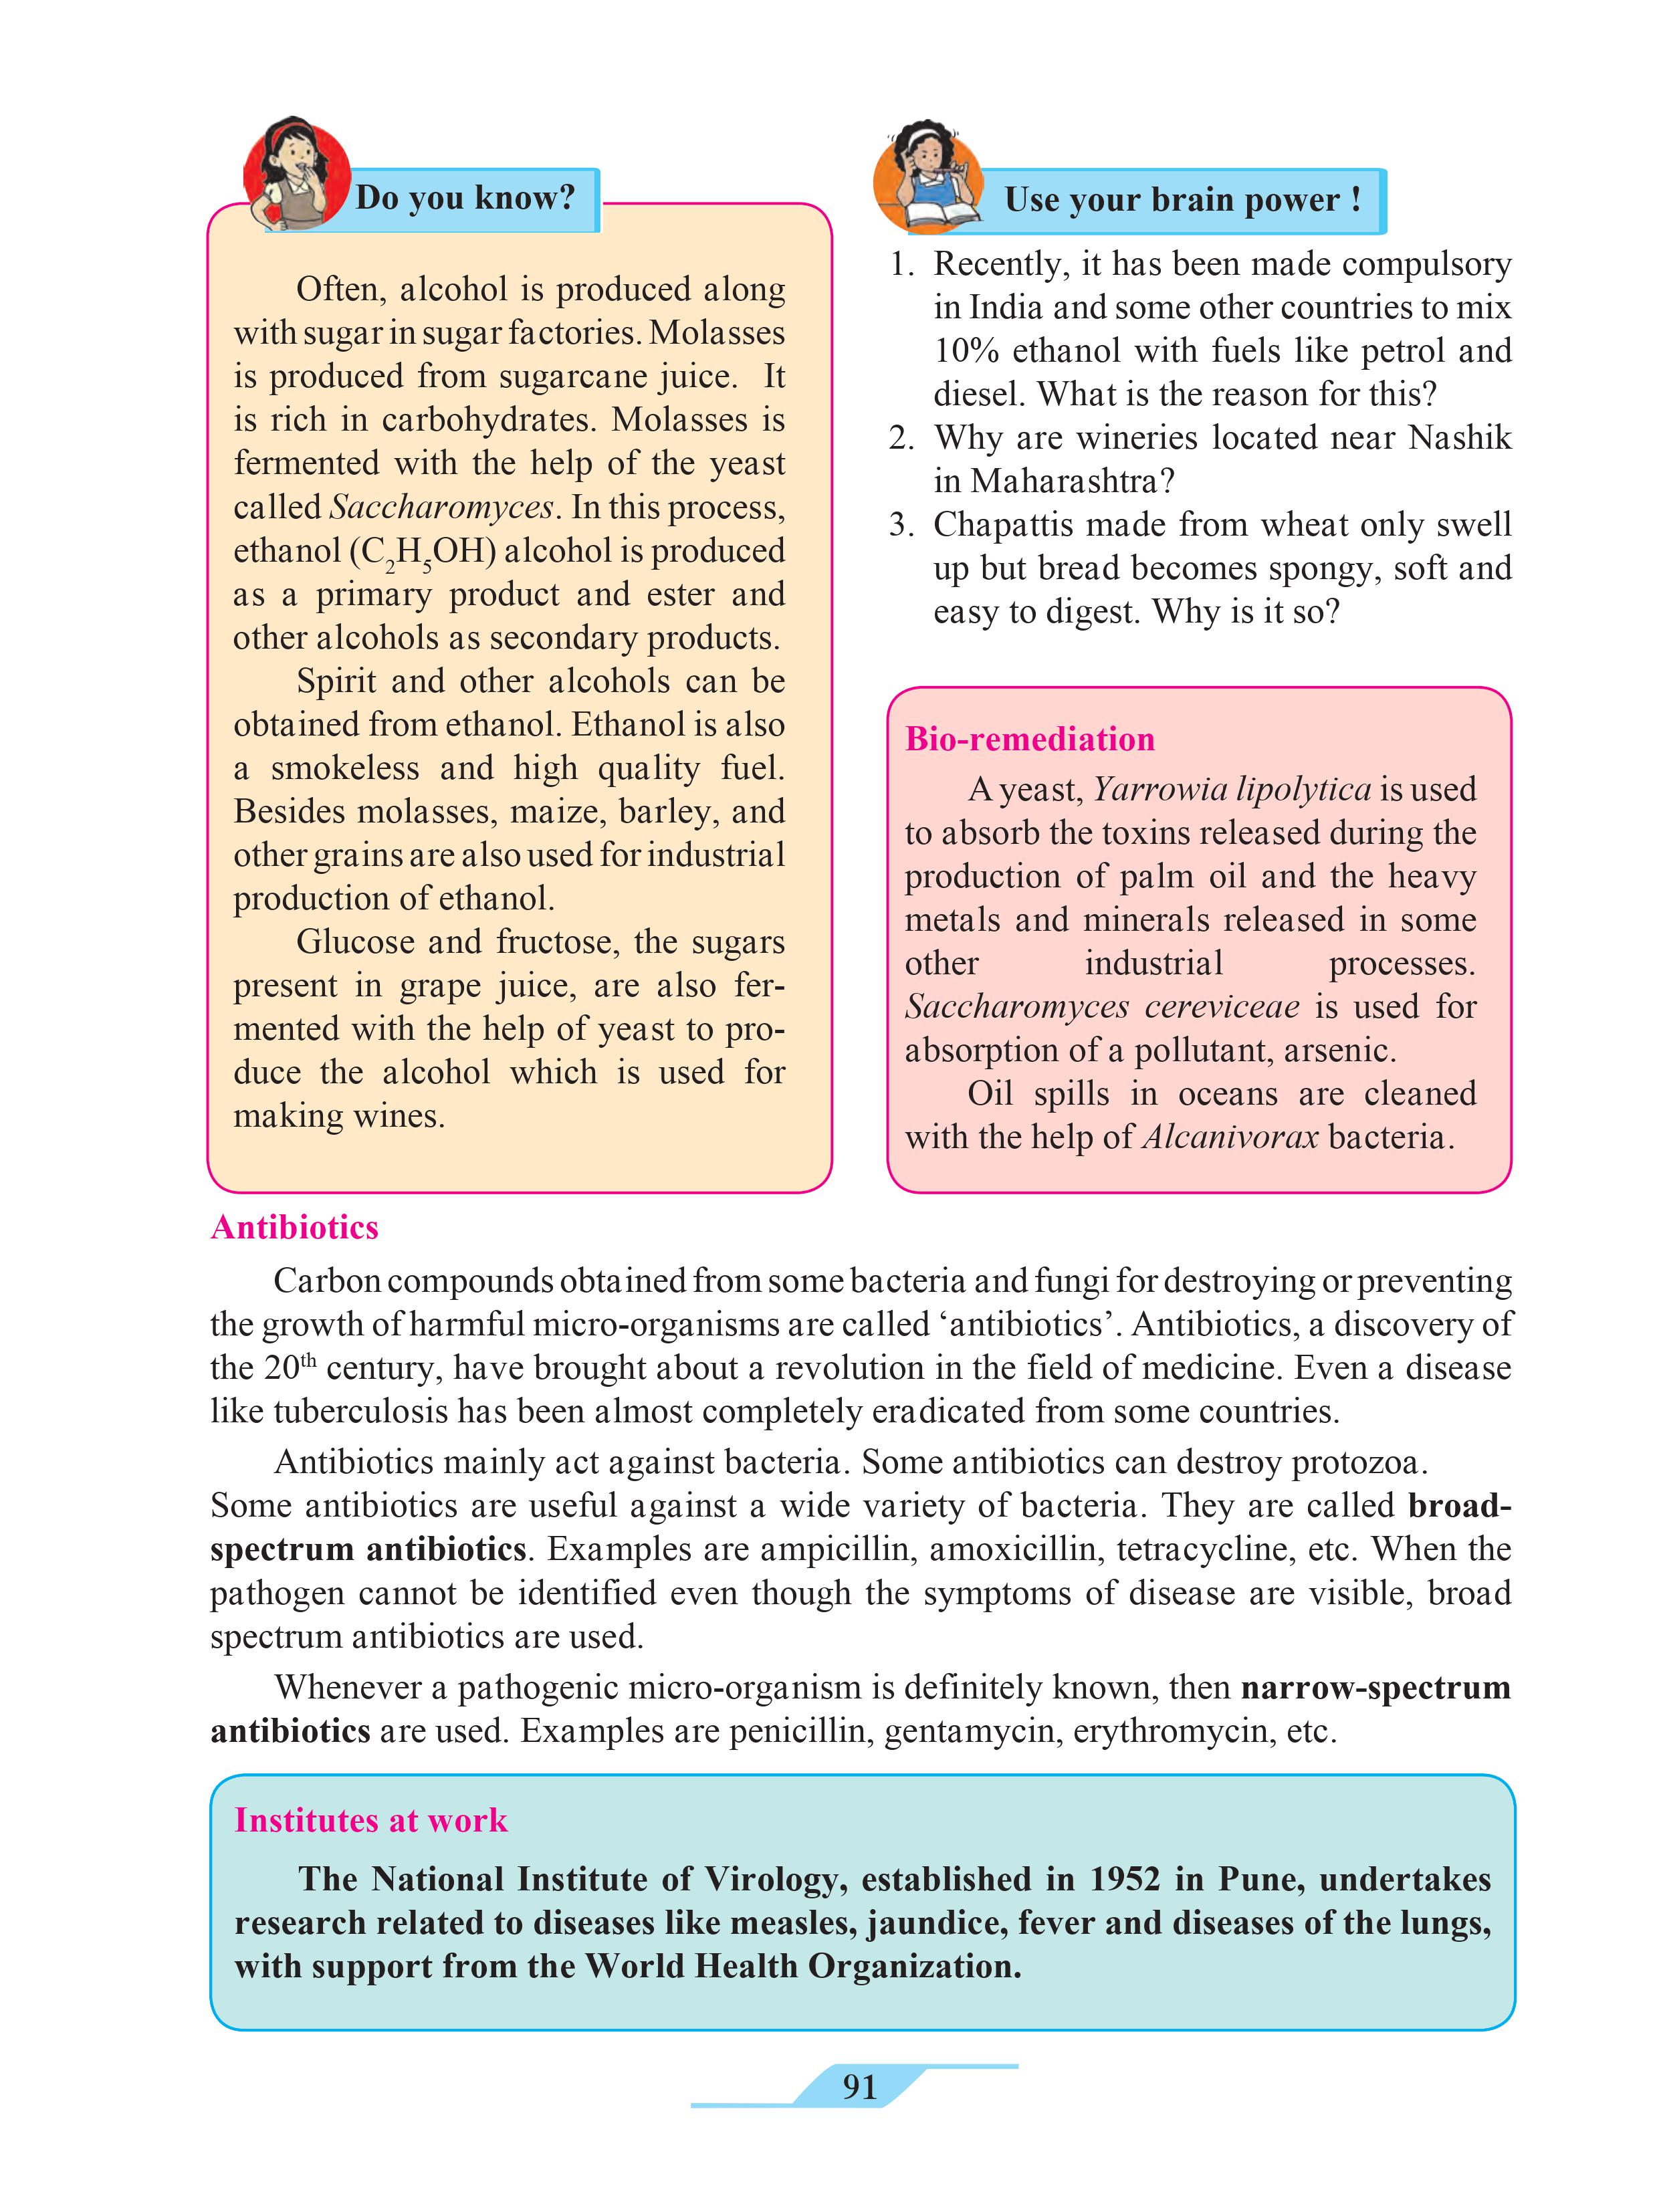 Do you know?
Often, alcohol is produced along
with sugar in sugar factories. Molasses
is produced from sugarcane juice. It
is rich in carbohydrates. Molasses is
fermented with the help of the yeast
called Saccharomyces. In this process,
ethanol (C₂H₅OH) alcohol is produced
as a primary product and ester and
other alcohols as secondary products.
Spirit and other alcohols can be
obtained from ethanol. Ethanol is also
a smokeless and high quality fuel.
Besides molasses, maize, barley, and
other grains are also used for industrial
production of ethanol.
Glucose and fructose, the sugars
present in grape juice, are also fer-
mented with the help of yeast to pro-
duce the alcohol which is used for
making wines.
Use your brain power !
1. Recently, it has been made compulsory
in India and some other countries to mix
10% ethanol with fuels like petrol and
diesel. What is the reason for this?
2. Why are wineries located near Nashik
in Maharashtra?
3. Chapattis made from wheat only swell
up but bread becomes spongy, soft and
easy to digest. Why is it so?
Bio-remediation
A yeast, Yarrowia lipolytica is used
to absorb the toxins released during the
production of palm oil and the heavy
metals and minerals released in some
other industrial processes.
Saccharomyces cereviceae is used for
absorption of a pollutant, arsenic.
Oil spills in oceans are cleaned
with the help of Alcanivorax bacteria.
Antibiotics
Carbon compounds obtained from some bacteria and fungi for destroying or preventing
the growth of harmful micro-organisms are called ‘antibiotics’. Antibiotics, a discovery of
the 20th century, have brought about a revolution in the field of medicine. Even a disease
like tuberculosis has been almost completely eradicated from some countries.
Antibiotics mainly act against bacteria. Some antibiotics can destroy protozoa.
Some antibiotics are useful against a wide variety of bacteria. They are called broad-
spectrum antibiotics. Examples are ampicillin, amoxicillin, tetracycline, etc. When the
pathogen cannot be identified even though the symptoms of disease are visible, broad
spectrum antibiotics are used.
Whenever a pathogenic micro-organism is definitely known, then narrow-spectrum
antibiotics are used. Examples are penicillin, gentamycin, erythromycin, etc.
Institutes at work
The National Institute of Virology, established in 1952 in Pune, undertakes
research related to diseases like measles, jaundice, fever and diseases of the lungs,
with support from the World Health Organization.
91